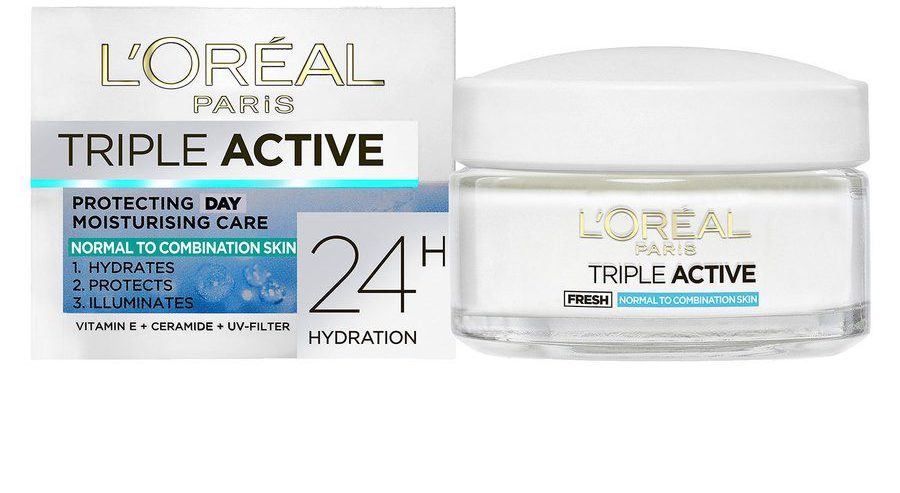 L'ORÉAL
PARiS
TRIPLE ACTIVE
PROTECTING DAY
MOISTURISING CARE
NORMAL TO COMBINATION SKIN
1. HYDRATES
2. PROTECTS
3. ILLUMINATES
VITAMIN E + CERAMIDE + UV-FILTER
24H
HYDRATION
L'ORÉAL
PARiS
TRIPLE ACTIVE
FRESH NORMAL TO COMBINATION SKIN